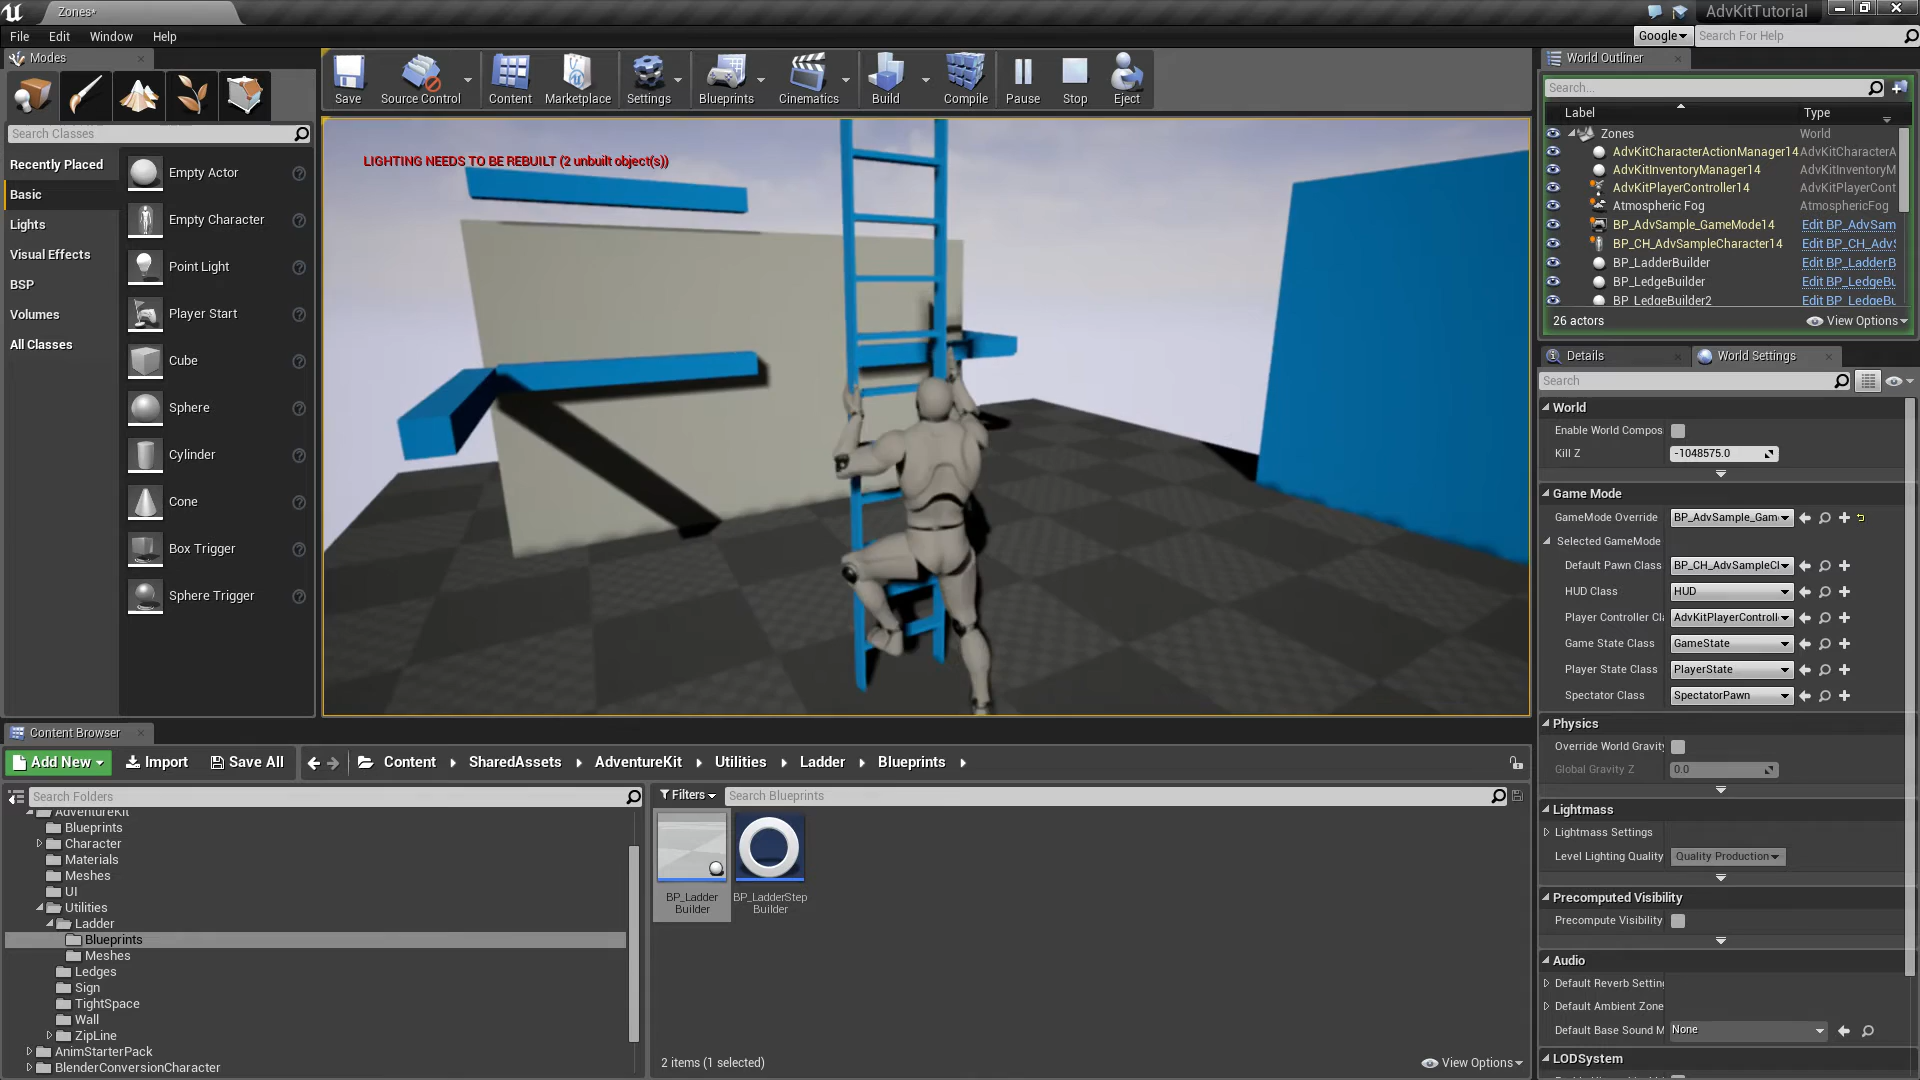 Zones*
AdvKitTutorial
File Edit Window Help
Google
Search For Help
Modes
Search Classes
Recently Placed
Basic
Lights
Visual Effects
BSP
Volumes
All Classes
Empty Actor
Empty Character
Point Light
Player Start
Cube
Sphere
Cylinder
Cone
Box Trigger
Sphere Trigger
Save Source Control Content Marketplace Settings Blueprints Cinematics Build Compile Pause Stop Eject
LIGHTING NEEDS TO BE REBUILT (2 unbuilt object(s))
World Outliner
Search...
Label Type
Zones World
AdvKitCharacterActionManager14 AdvKitCharacterA
AdvKitInventoryManager14 AdvKitInventoryM
AdvKitPlayerController14 AdvKitPlayerCont
Atmospheric Fog AtmosphericFog
BP_AdvSample_GameMode14 Edit BP_AdvSam
BP_CH_AdvSampleCharacter14 Edit BP_CH_AdvS
BP_LadderBuilder Edit BP_LadderB
BP_LedgeBuilder Edit BP_LedgeBu
BP_LedgeBuilder2 Edit BP_LedgeBu
26 actors View Options
Details World Settings
Search
World
Enable World Compos
Kill Z -1048575.0
Game Mode
GameMode Override BP_AdvSample_Gam
Selected GameMode
Default Pawn Class BP_CH_AdvSampleCl
HUD Class HUD
Player Controller Cla AdvKitPlayerControll
Game State Class GameState
Player State Class PlayerState
Spectator Class SpectatorPawn
Physics
Override World Gravity
Global Gravity Z 0.0
Lightmass
Lightmass Settings
Level Lighting Quality Quality Production
Precomputed Visibility
Precompute Visibility
Audio
Default Reverb Setting
Default Ambient Zone
Default Base Sound M None
LODSystem
Content Browser
Add New Import Save All Content SharedAssets AdventureKit Utilities Ladder Blueprints
Search Folders
AdventureKit
Blueprints
Character
Materials
Meshes
UI
Utilities
Ladder
Blueprints
Meshes
Ledges
Sign
TightSpace
Wall
ZipLine
AnimStarterPack
BlenderConversionCharacter
Filters Search Blueprints
BP_Ladder
Builder
BP_LadderStep
Builder
2 items (1 selected) View Options